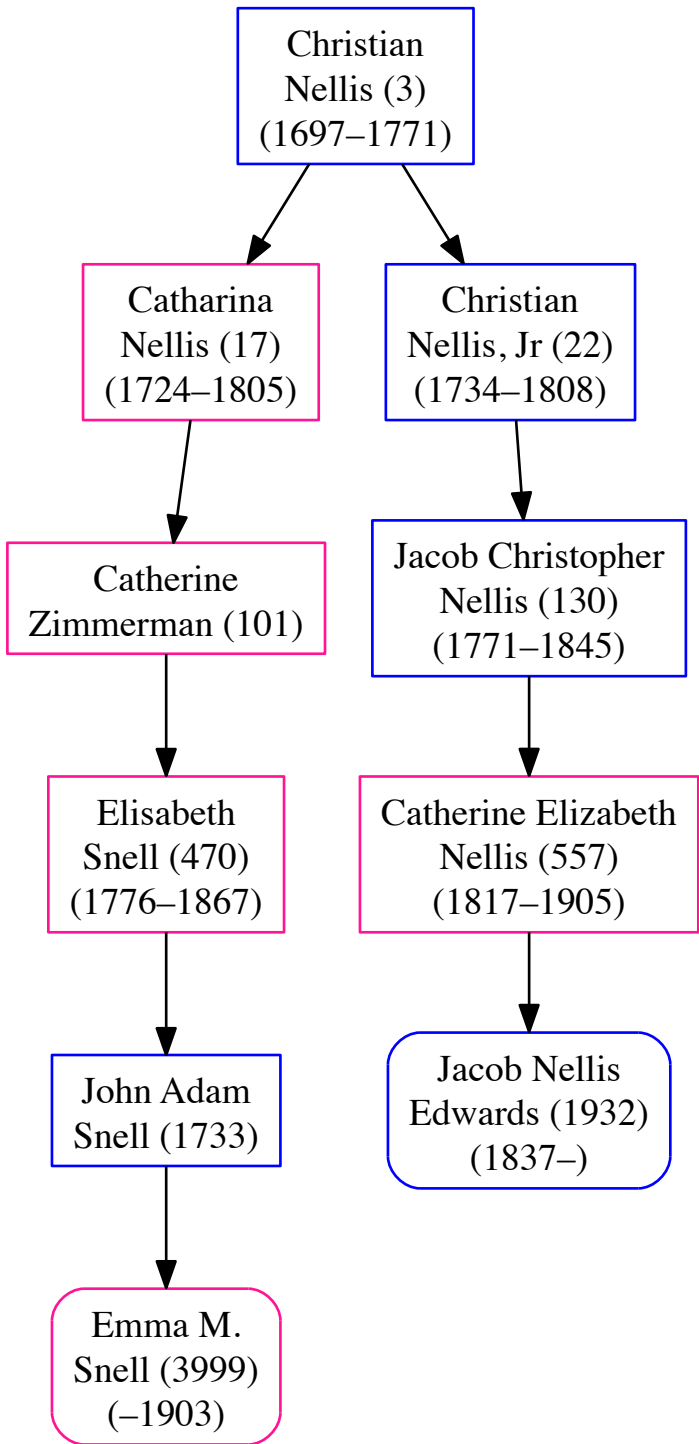 Christian
Nellis (3)
(1697–1771)
Catharina
Nellis (17)
(1724–1805)
Christian
Nellis, Jr (22)
(1734–1808)
Catherine
Zimmerman (101)
Jacob Christopher
Nellis (130)
(1771–1845)
Elisabeth
Snell (470)
(1776–1867)
Catherine Elizabeth
Nellis (557)
(1817–1905)
John Adam
Snell (1733)
Jacob Nellis
Edwards (1932)
(1837–)
Emma M.
Snell (3999)
(–1903)